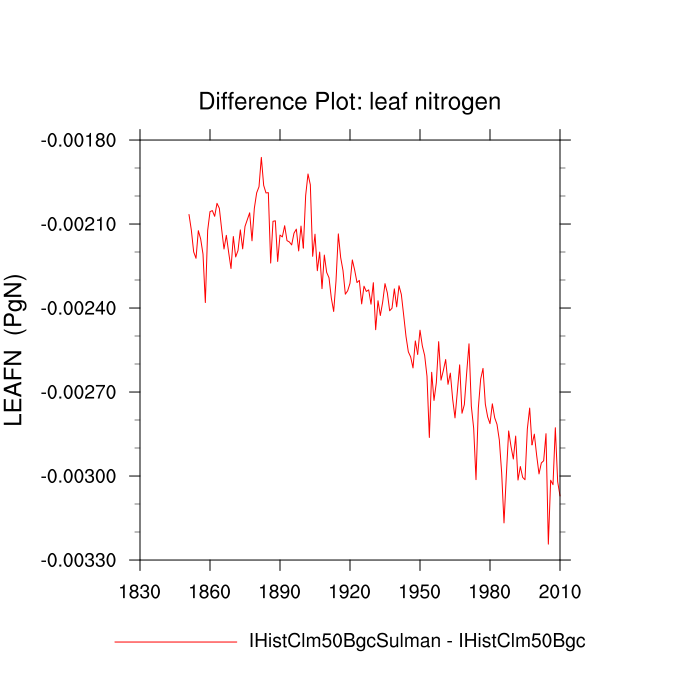 Difference Plot: leaf nitrogen
-0.00180
-0.00210
-0.00240
-0.00270
-0.00300
-0.00330
LEAFN (PgN)
1830 1860 1890 1920 1950 1980 2010
IHistClm50BgcSulman - IHistClm50Bgc